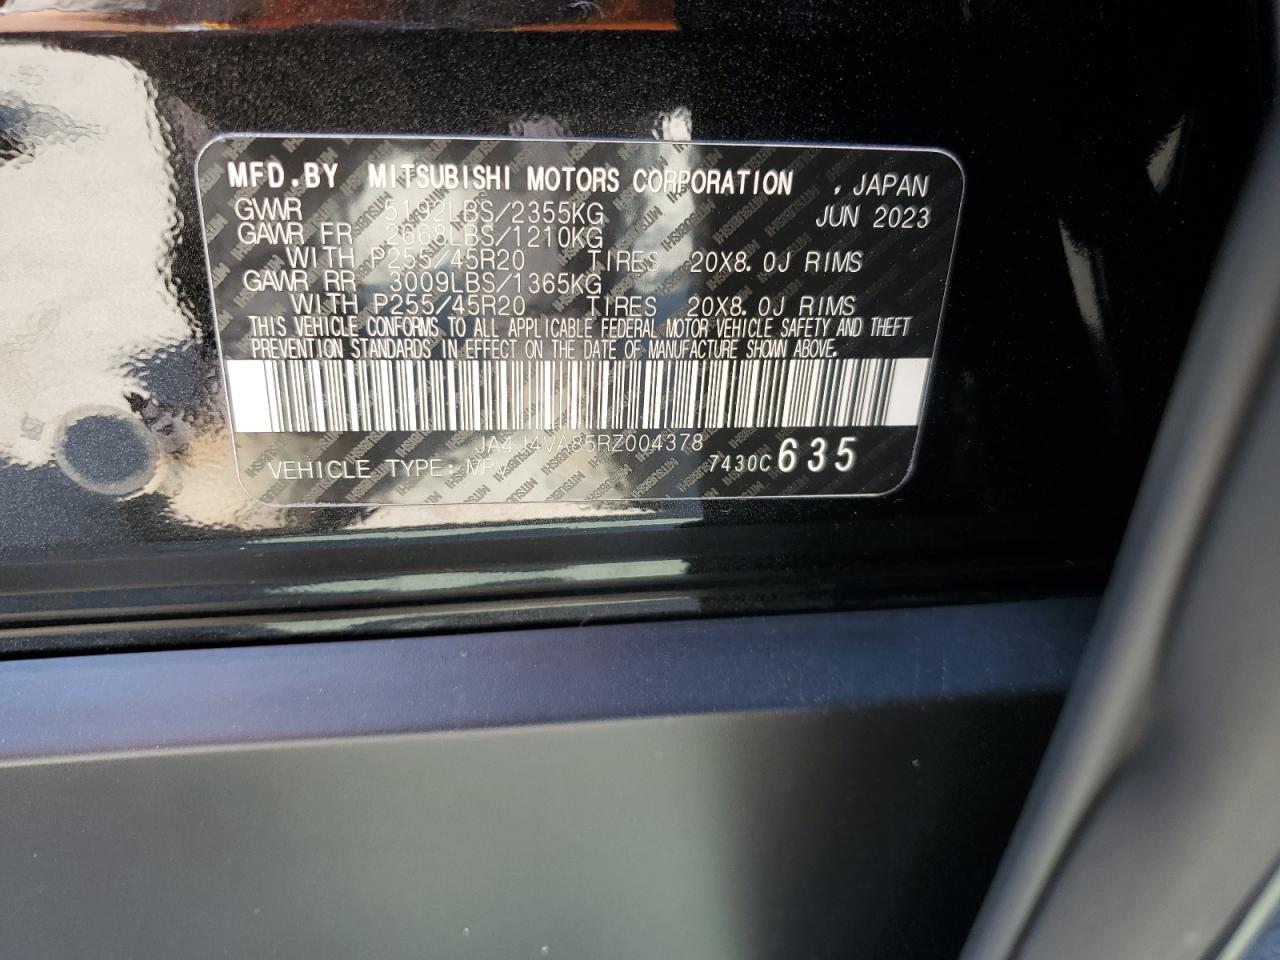 MFD.BY MITSUBISHI MOTORS CORPORATION , JAPAN
GVWR 5192LBS/2355KG JUN 2023
GAWR FR 2668LBS/1210KG
WITH P255/45R20 TIRES 20X8.0J RIMS
GAWR RR 3009LBS/1365KG
WITH P255/45R20 TIRES 20X8.0J RIMS
THIS VEHICLE CONFORMS TO ALL APPLICABLE FEDERAL MOTOR VEHICLE SAFETY AND THEFT
PREVENTION STANDARDS IN EFFECT ON THE DATE OF MANUFACTURE SHOWN ABOVE.
JA4J4VA85RZ004378
VEHICLE TYPE:MPV 7430C 635